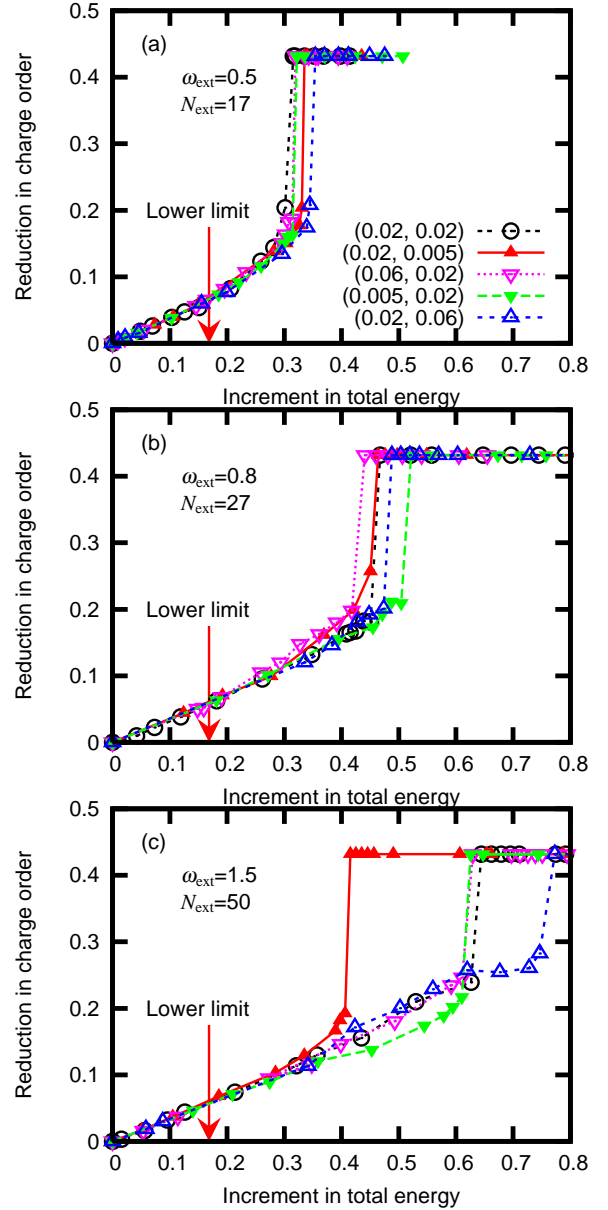 (a)
ω_ext=0.5
N_ext=17
Lower limit
(0.02, 0.02)
(0.02, 0.005)
(0.06, 0.02)
(0.005, 0.02)
(0.02, 0.06)
Reduction in charge order
0.5
0.4
0.3
0.2
0.1
0
0 0.1 0.2 0.3 0.4 0.5 0.6 0.7 0.8
Increment in total energy
(b)
ω_ext=0.8
N_ext=27
Lower limit
Reduction in charge order
0.5
0.4
0.3
0.2
0.1
0
0 0.1 0.2 0.3 0.4 0.5 0.6 0.7 0.8
Increment in total energy
(c)
ω_ext=1.5
N_ext=50
Lower limit
Reduction in charge order
0.5
0.4
0.3
0.2
0.1
0
0 0.1 0.2 0.3 0.4 0.5 0.6 0.7 0.8
Increment in total energy